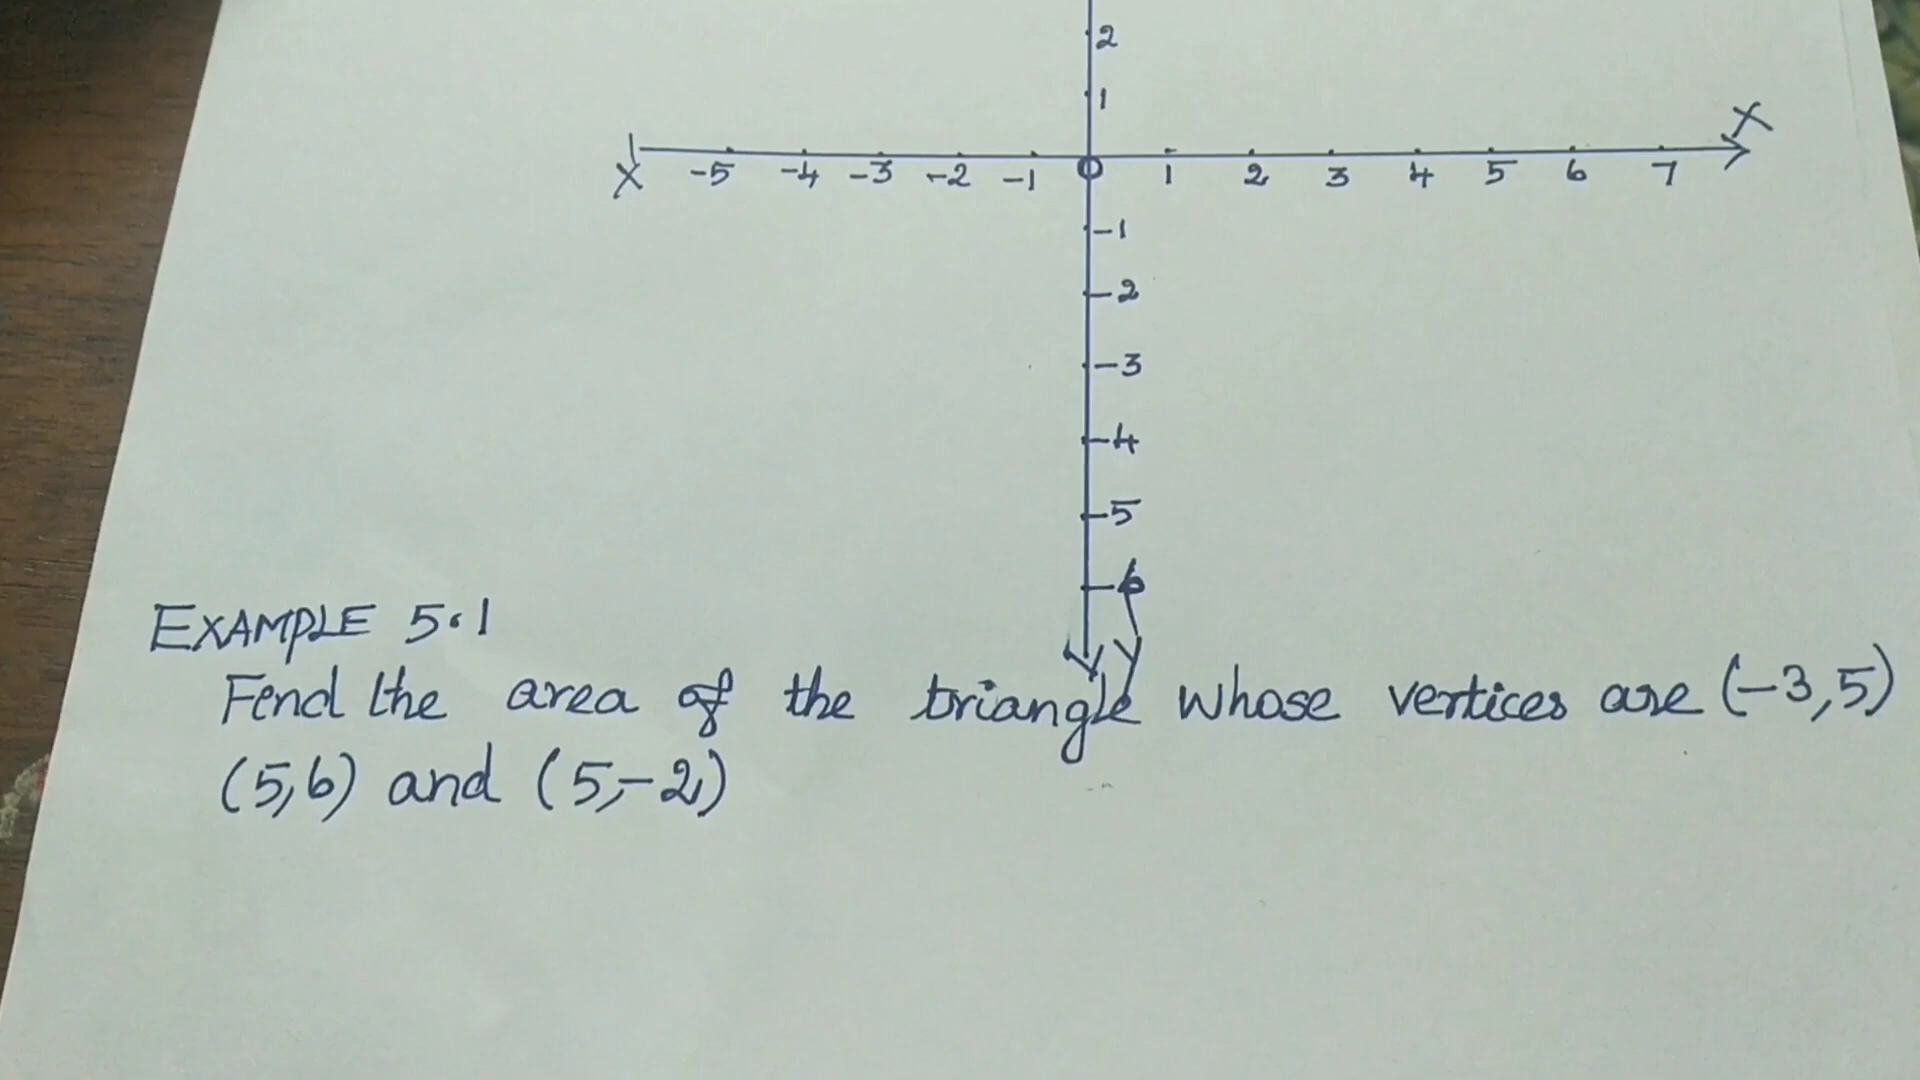 2
1
X
X' -5 -4 -3 -2 -1 O 1 2 3 4 5 6 7
-1
-2
-3
-4
-5
-6
Y'
EXAMPLE 5.1
Find the area of the triangle whose vertices are (-3,5)
(5,6) and (5,-2)